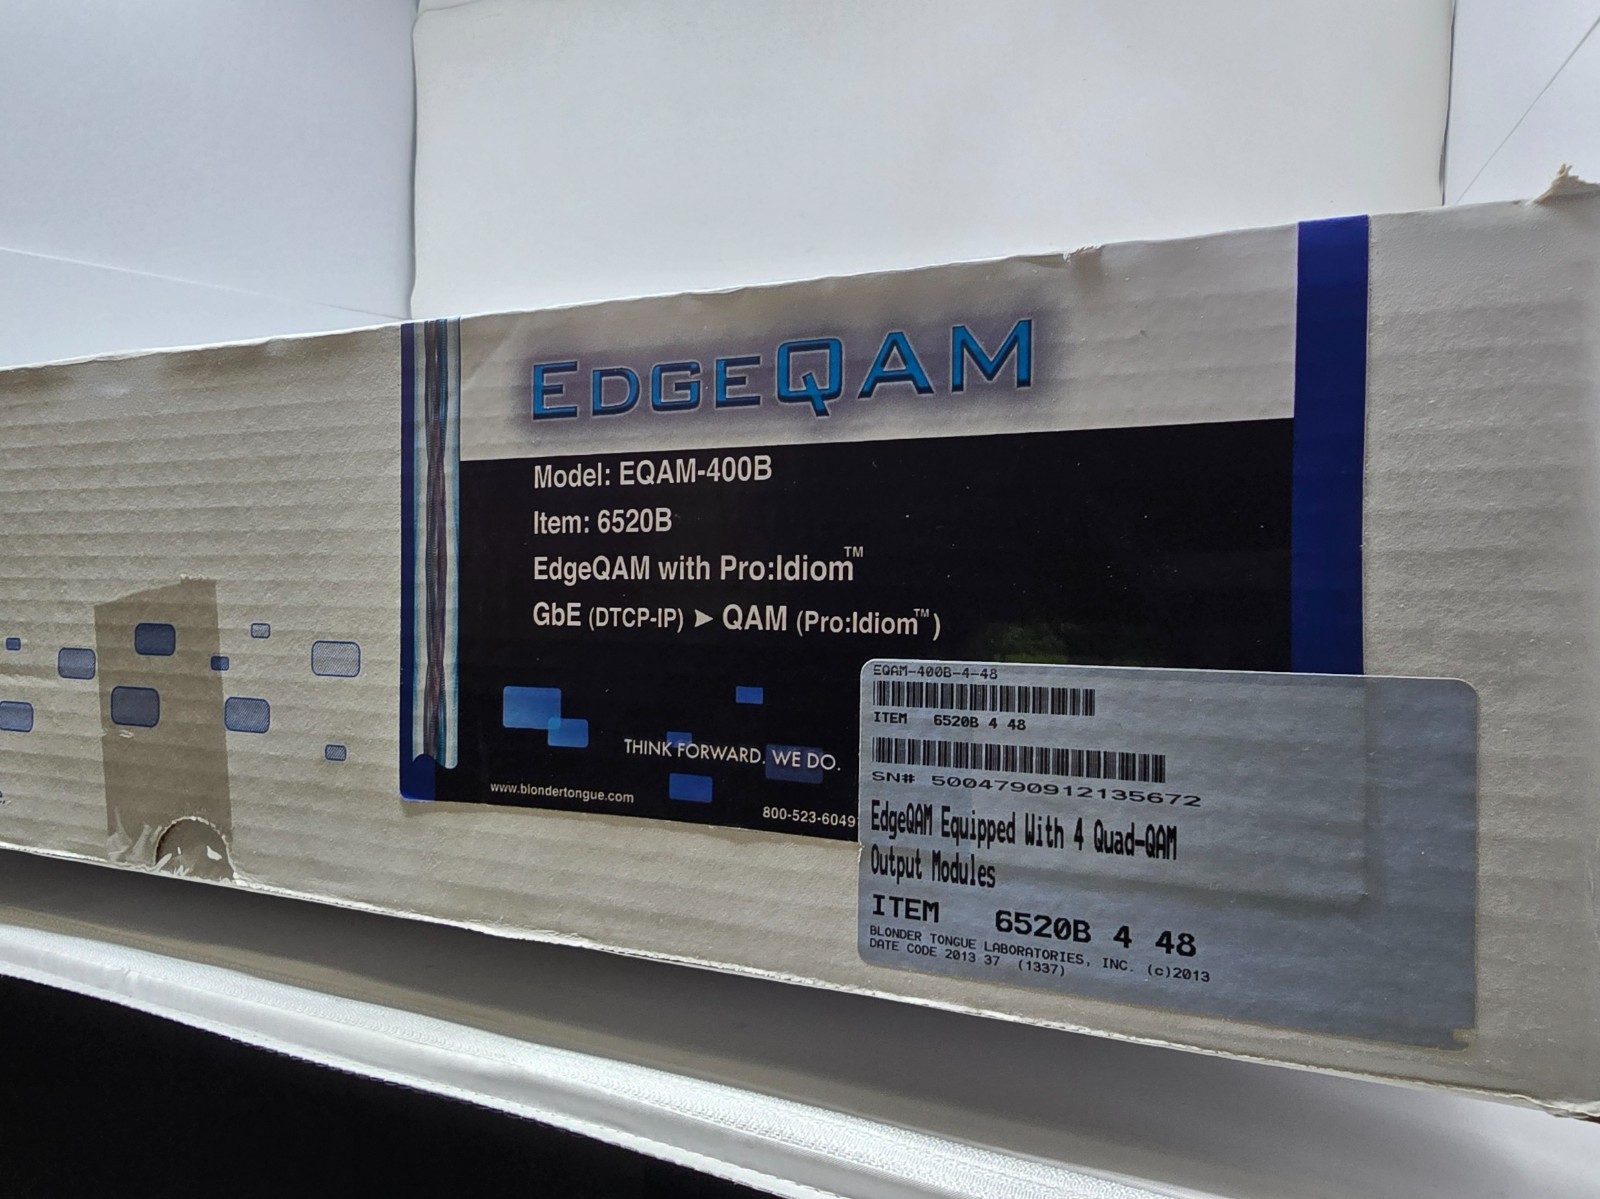 EDGEQAM
Model: EQAM-400B
Item: 6520B
EdgeQAM with Pro:Idiom™
GbE (DTCP-IP) ➤ QAM (Pro:Idiom™)
THINK FORWARD. WE DO.
www.blondertongue.com
800-523-6049
EQAM-400B-4-48
ITEM 6520B 4 48
SN# 5004790912135672
EdgeQAM Equipped With 4 Quad-QAM
Output Modules
ITEM 6520B 4 48
BLONDER TONGUE LABORATORIES, INC. (c)2013
DATE CODE 2013 37 (1337)